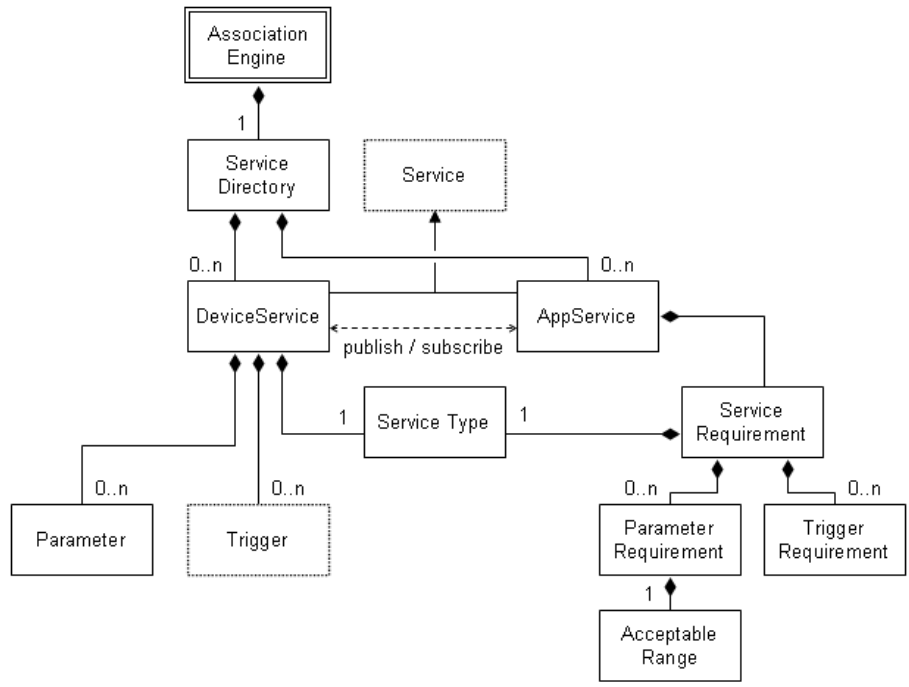 Association
Engine
1
Service
Directory
Service
0..n
0..n
DeviceService
AppService
publish / subscribe
1
Service Type
1
Service
Requirement
0..n
0..n
0..n
0..n
Parameter
Trigger
Parameter
Requirement
Trigger
Requirement
1
Acceptable
Range